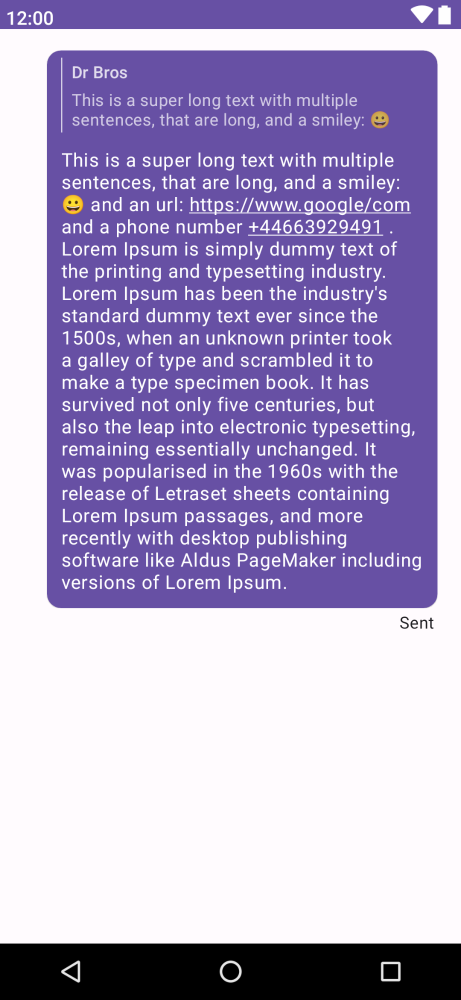 12:00
Dr Bros
This is a super long text with multiple
sentences, that are long, and a smiley: 😀
This is a super long text with multiple
sentences, that are long, and a smiley:
😀 and an url: https://www.google/com
and a phone number +44663929491 .
Lorem Ipsum is simply dummy text of
the printing and typesetting industry.
Lorem Ipsum has been the industry's
standard dummy text ever since the
1500s, when an unknown printer took
a galley of type and scrambled it to
make a type specimen book. It has
survived not only five centuries, but
also the leap into electronic typesetting,
remaining essentially unchanged. It
was popularised in the 1960s with the
release of Letraset sheets containing
Lorem Ipsum passages, and more
recently with desktop publishing
software like Aldus PageMaker including
versions of Lorem Ipsum.
Sent